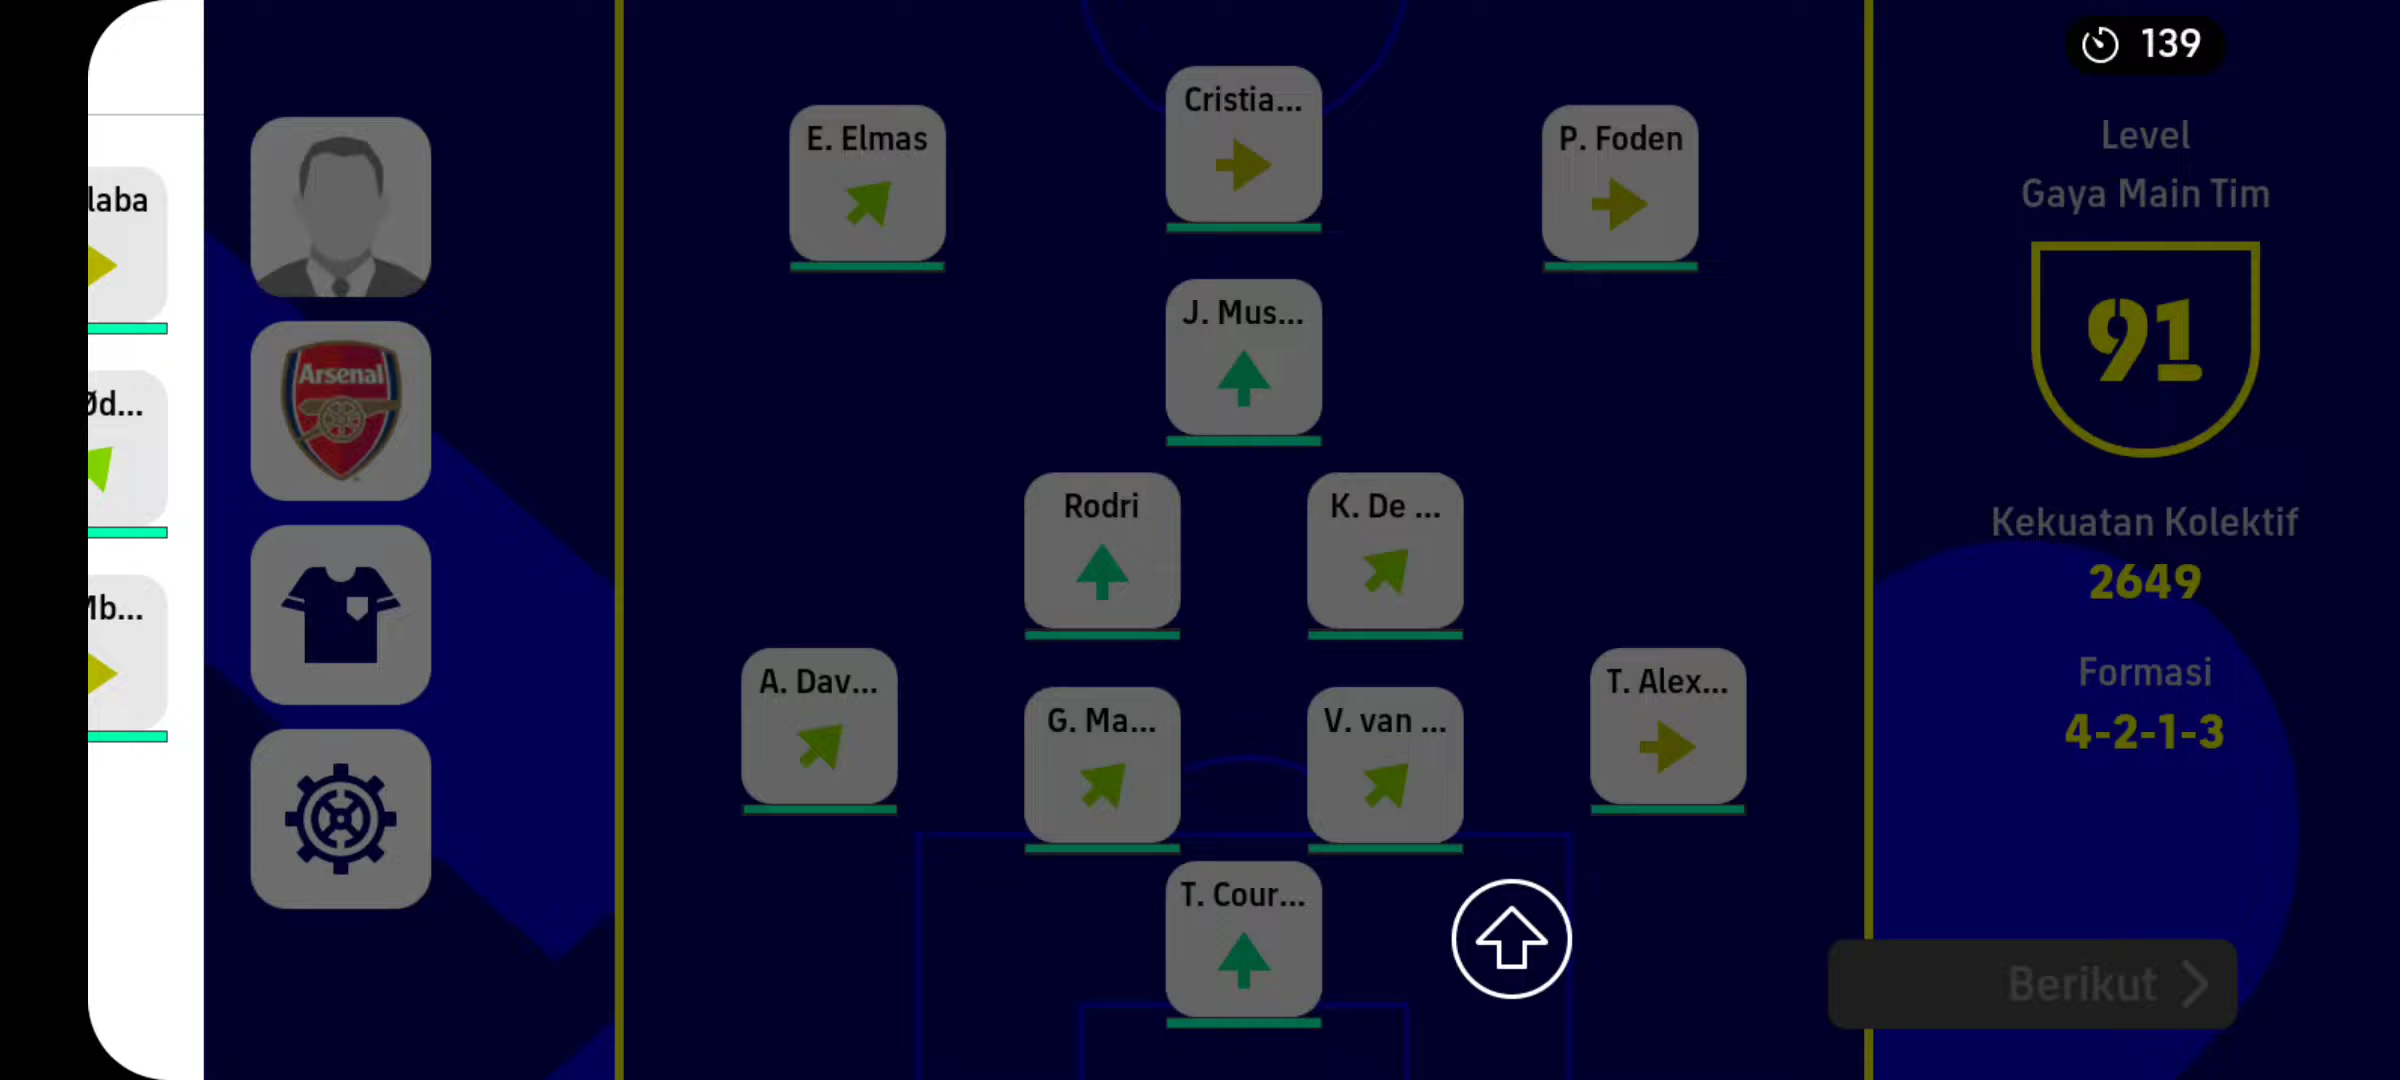 laba
Ød...
Mb...
Arsenal
E. Elmas
Cristia...
P. Foden
J. Mus...
Rodri
K. De ...
A. Dav...
G. Ma...
V. van ...
T. Alex...
T. Cour...
139
Level
Gaya Main Tim
91
Kekuatan Kolektif
2649
Formasi
4-2-1-3
Berikut